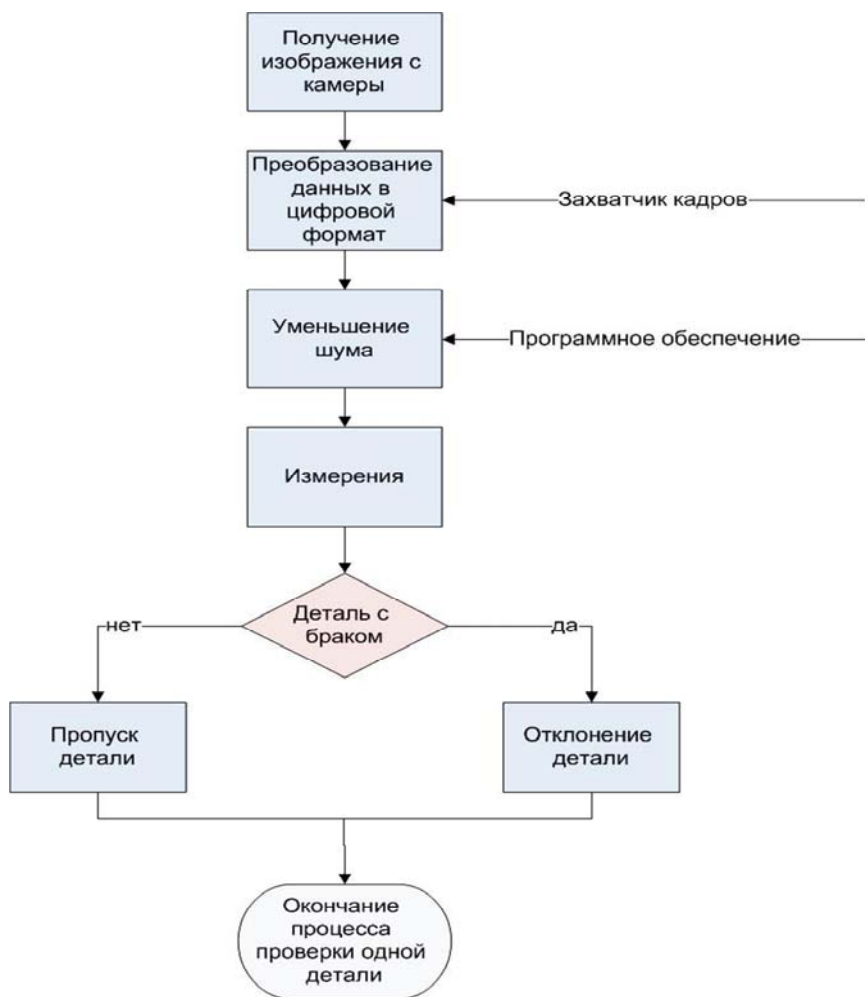 Получение
изображения с
камеры
Преобразование
данных в
цифровой
формат
Захватчик кадров
Уменьшение
шума
Программное обеспечение
Измерения
Деталь с
браком
нет
да
Пропуск
детали
Отклонение
детали
Окончание
процесса
проверки одной
детали